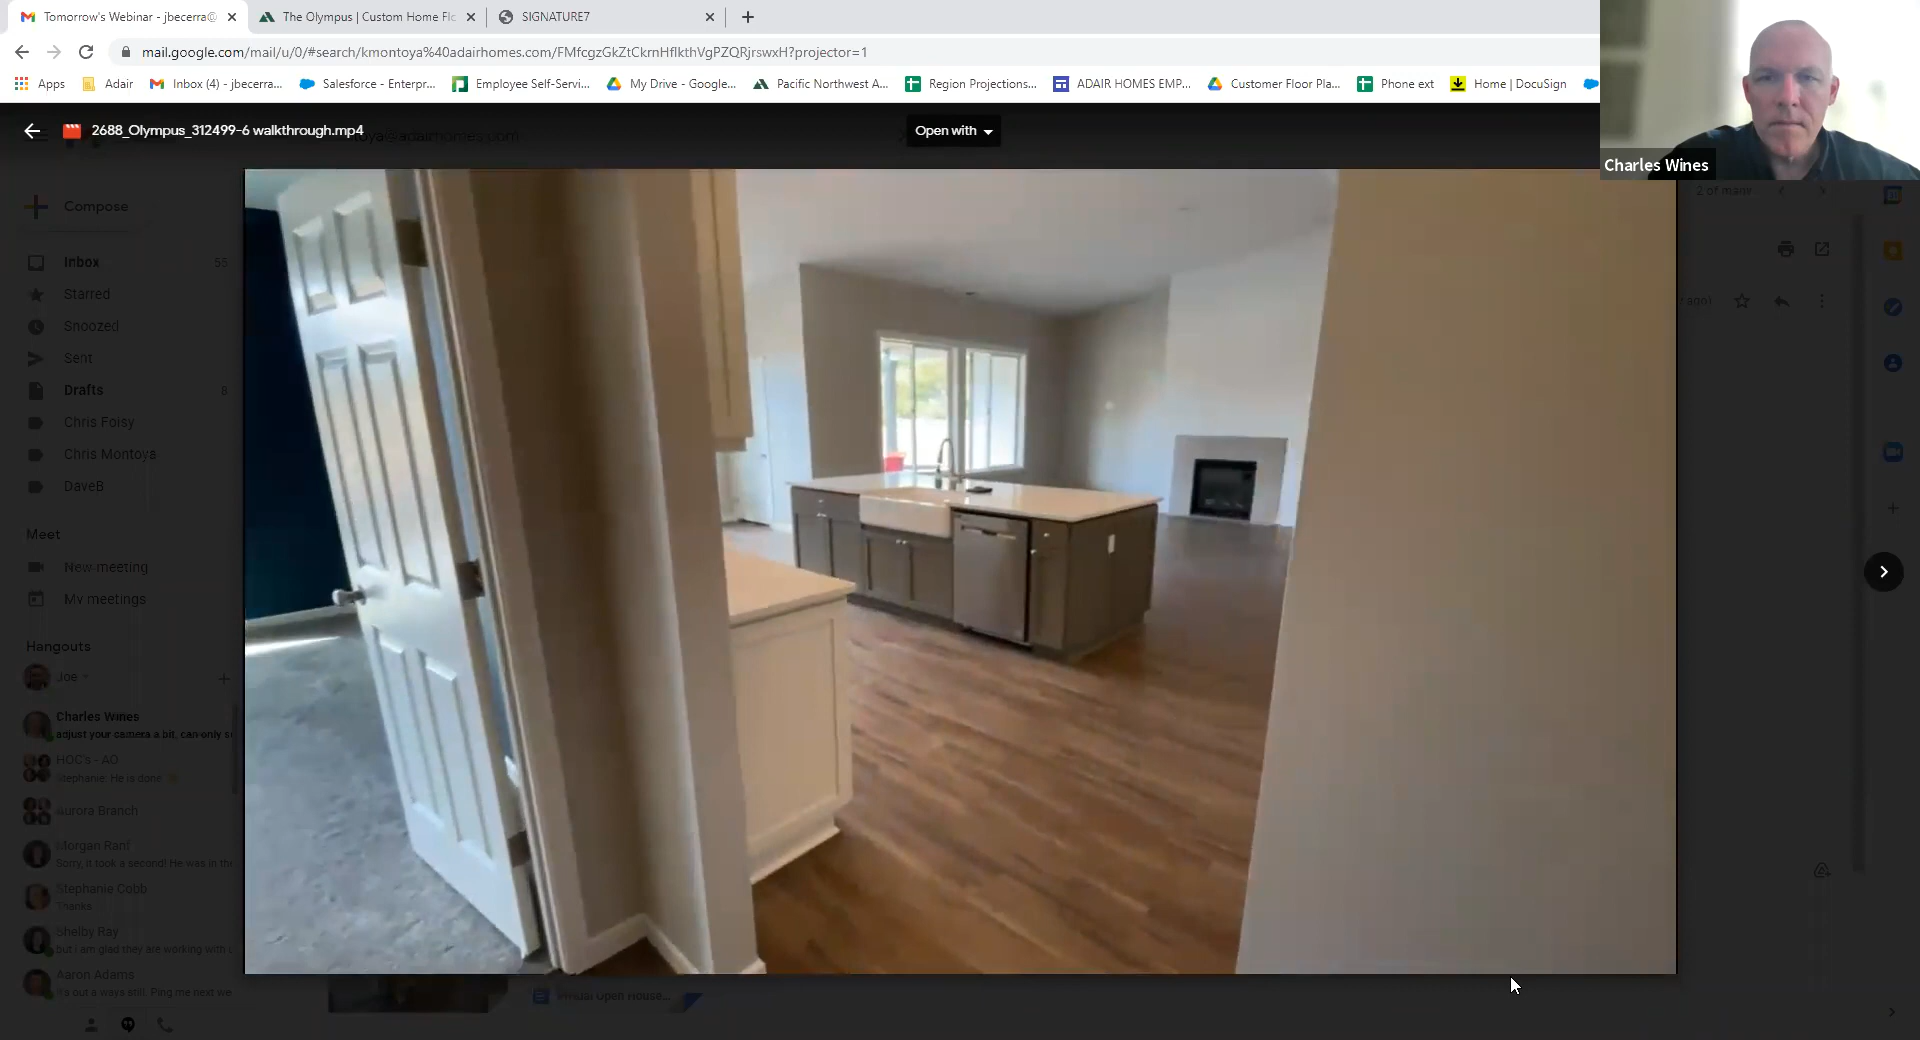 Tomorrow's Webinar - jbecerra@
The Olympus | Custom Home Flo
SIGNATURE7
mail.google.com/mail/u/0/#search/kmontoya%40adairhomes.com/FMfcgzGkZtCkrnHflkthVgPZQRjrswxH?projector=1
Apps
Adair
Inbox (4) - jbecerra...
Salesforce - Enterpr...
Employee Self-Servi...
My Drive - Google...
Pacific Northwest A...
Region Projections...
ADAIR HOMES EMP...
Customer Floor Pla...
Phone ext
Home | DocuSign
2688_Olympus_312499-6 walkthrough.mp4
Open with
Charles Wines
2 of many
Compose
Inbox 55
Starred
Snoozed
Sent
Drafts 8
Chris Foisy
Chris Montoya
DaveB
Meet
New meeting
My meetings
Hangouts
Joe
Charles Wines
adjust your camera a bit, can only s
HOC's - AO
Stephanie: He is done
Aurora Branch
Morgan Ranf
Sorry, it took a second! He was in th
Stephanie Cobb
Thanks
Shelby Ray
but I am glad they are working with
Aaron Adams
It's out a ways still. Ping me next we
Virtual Open House...